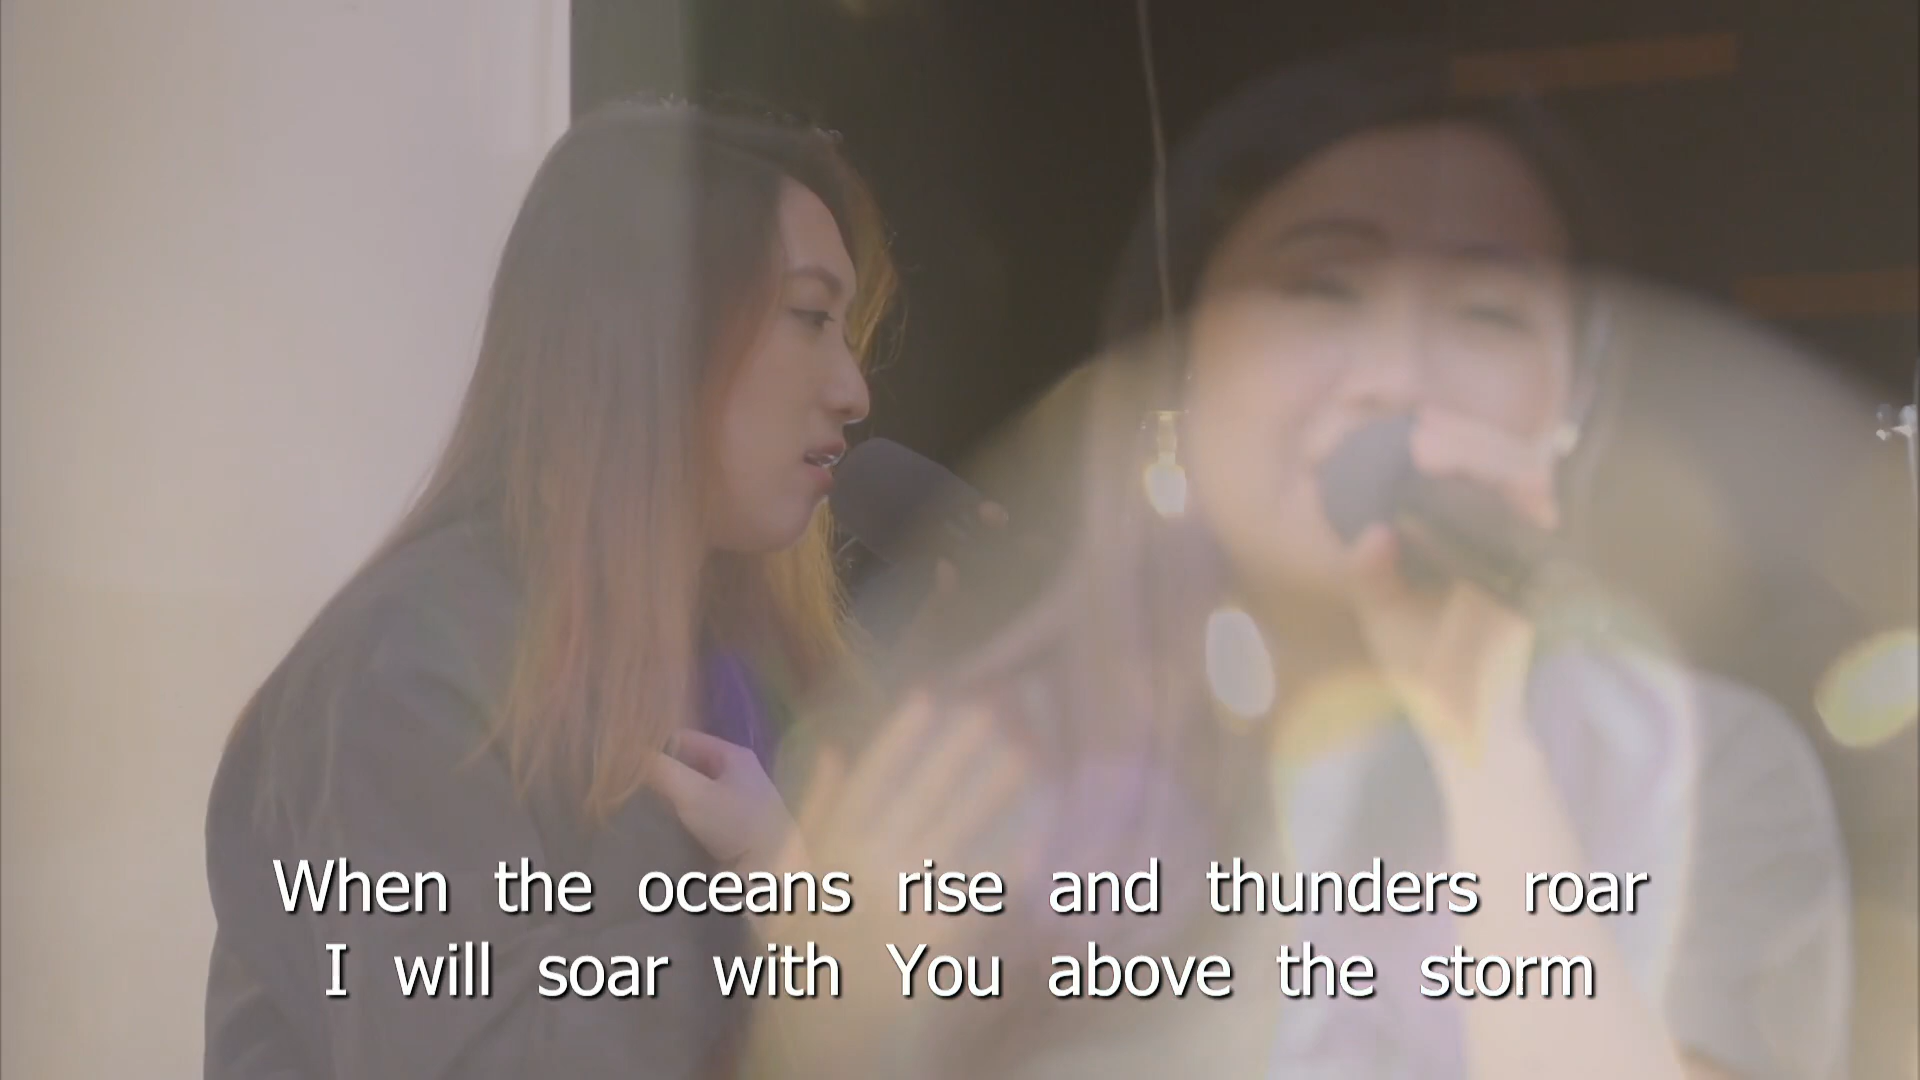 When the oceans rise and thunders roar
I will soar with You above the storm